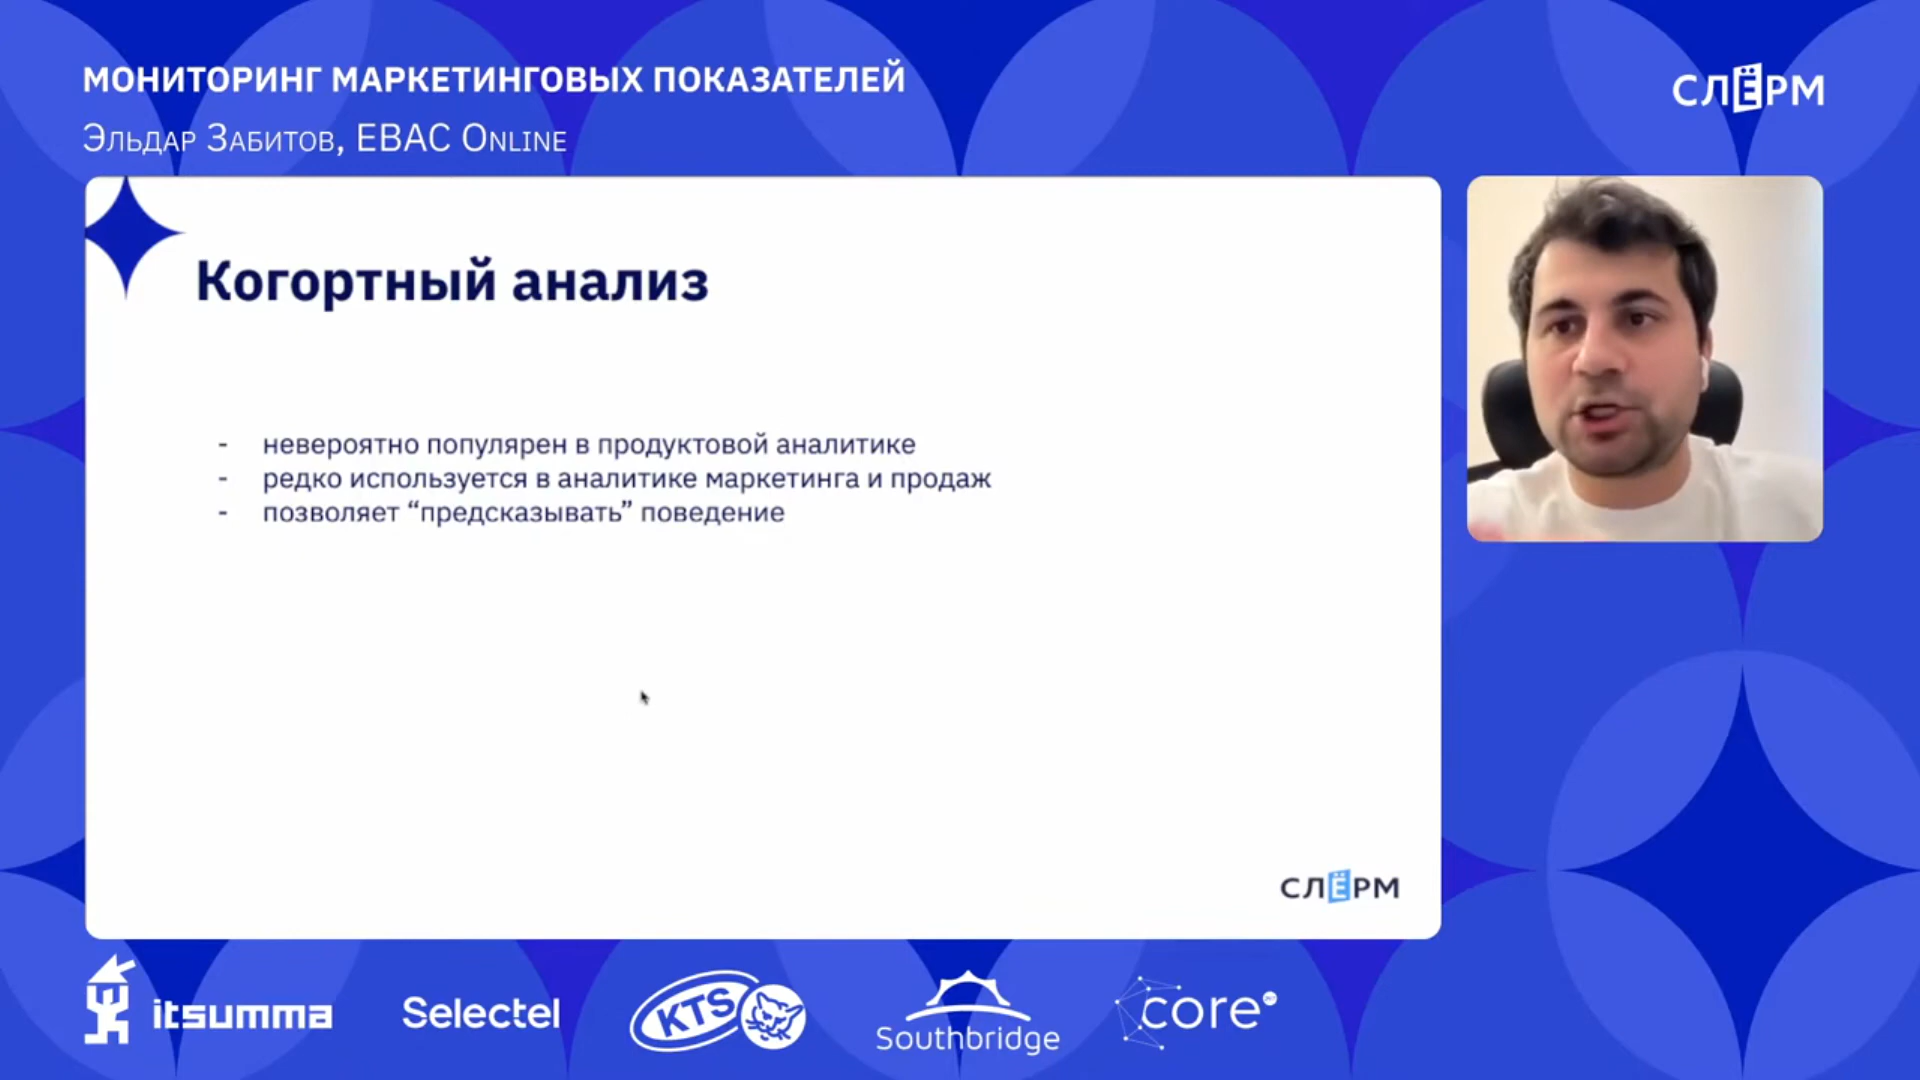 МОНИТОРИНГ МАРКЕТИНГОВЫХ ПОКАЗАТЕЛЕЙ
Эльдар Забитов, EBAC Online
СЛЁРМ
Когортный анализ
- невероятно популярен в продуктовой аналитике
- редко используется в аналитике маркетинга и продаж
- позволяет “предсказывать” поведение
СЛЁРМ
itsumma
Selectel
KTS
Southbridge
core